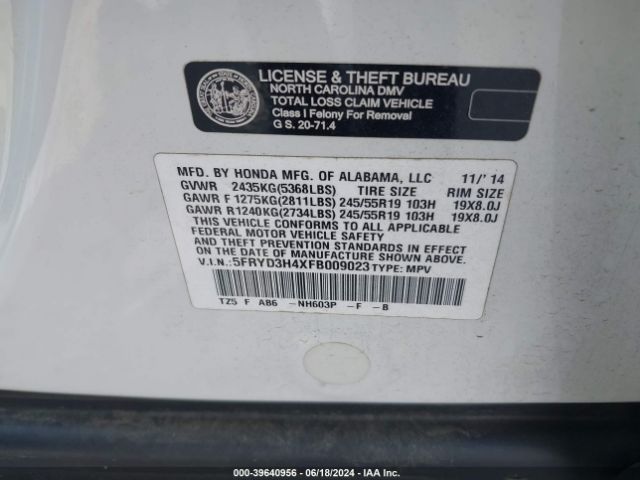 LICENSE & THEFT BUREAU
NORTH CAROLINA DMV
TOTAL LOSS CLAIM VEHICLE
Class I Felony For Removal
G S. 20-71.4
MFD. BY HONDA MFG. OF ALABAMA, LLC 11/' 14
GVWR 2435KG(5368LBS) TIRE SIZE RIM SIZE
GAWR F 1275KG(2811LBS) 245/55R19 103H 19X8.0J
GAWR R1240KG(2734LBS) 245/55R19 103H 19X8.0J
THIS VEHICLE CONFORMS TO ALL APPLICABLE
FEDERAL MOTOR VEHICLE SAFETY
AND THEFT PREVENTION STANDARDS IN EFFECT
ON THE DATE OF MANUFACTURE SHOWN ABOVE.
V.I.N.: 5FRYD3H4XFB009023 TYPE: MPV
TZ5 F AB6 -NH603P -F -B
© Stock #: 39640956 - 06/18/2024 - IAA Inc.